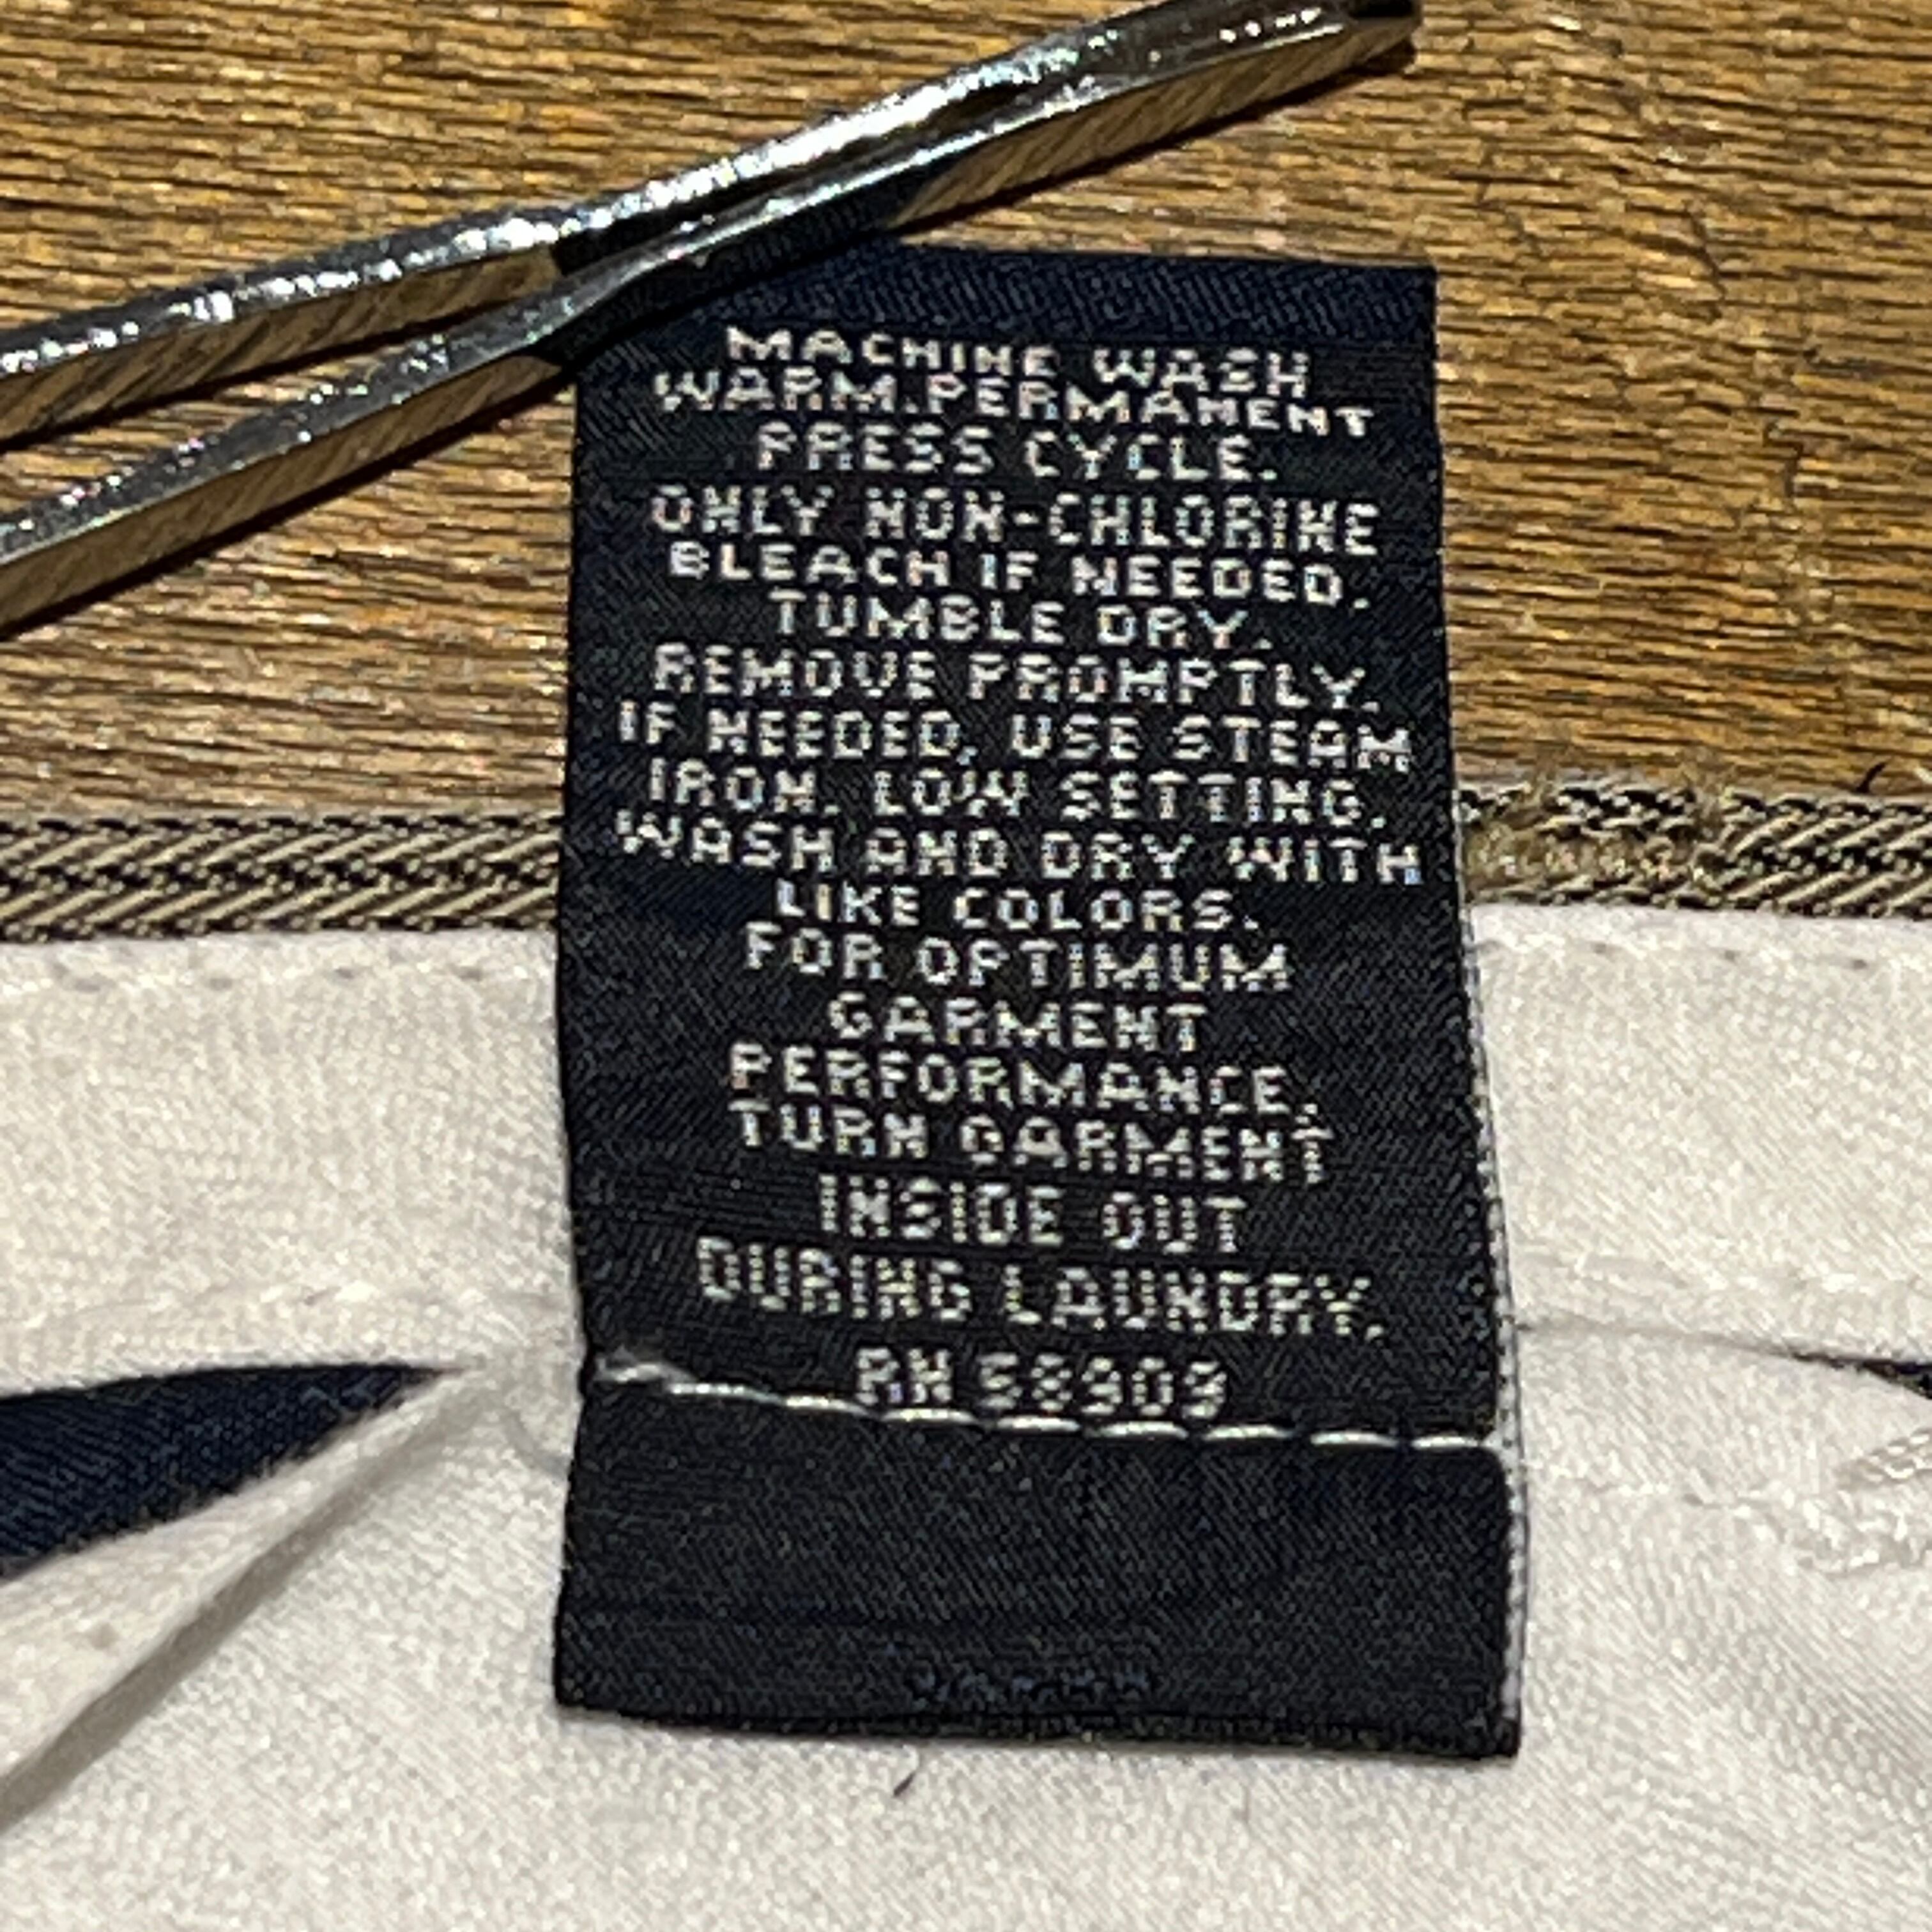 MACHINE WASH
WARM.PERMANENT
PRESS CYCLE.
ONLY NON-CHLORINE
BLEACH IF NEEDED.
TUMBLE DRY.
REMOVE PROMPTLY.
IF NEEDED, USE STEAM
IRON. LOW SETTING.
WASH AND DRY WITH
LIKE COLORS.
FOR OPTIMUM
GARMENT
PERFORMANCE,
TURN GARMENT
INSIDE OUT
DURING LAUNDRY.
RN 58909